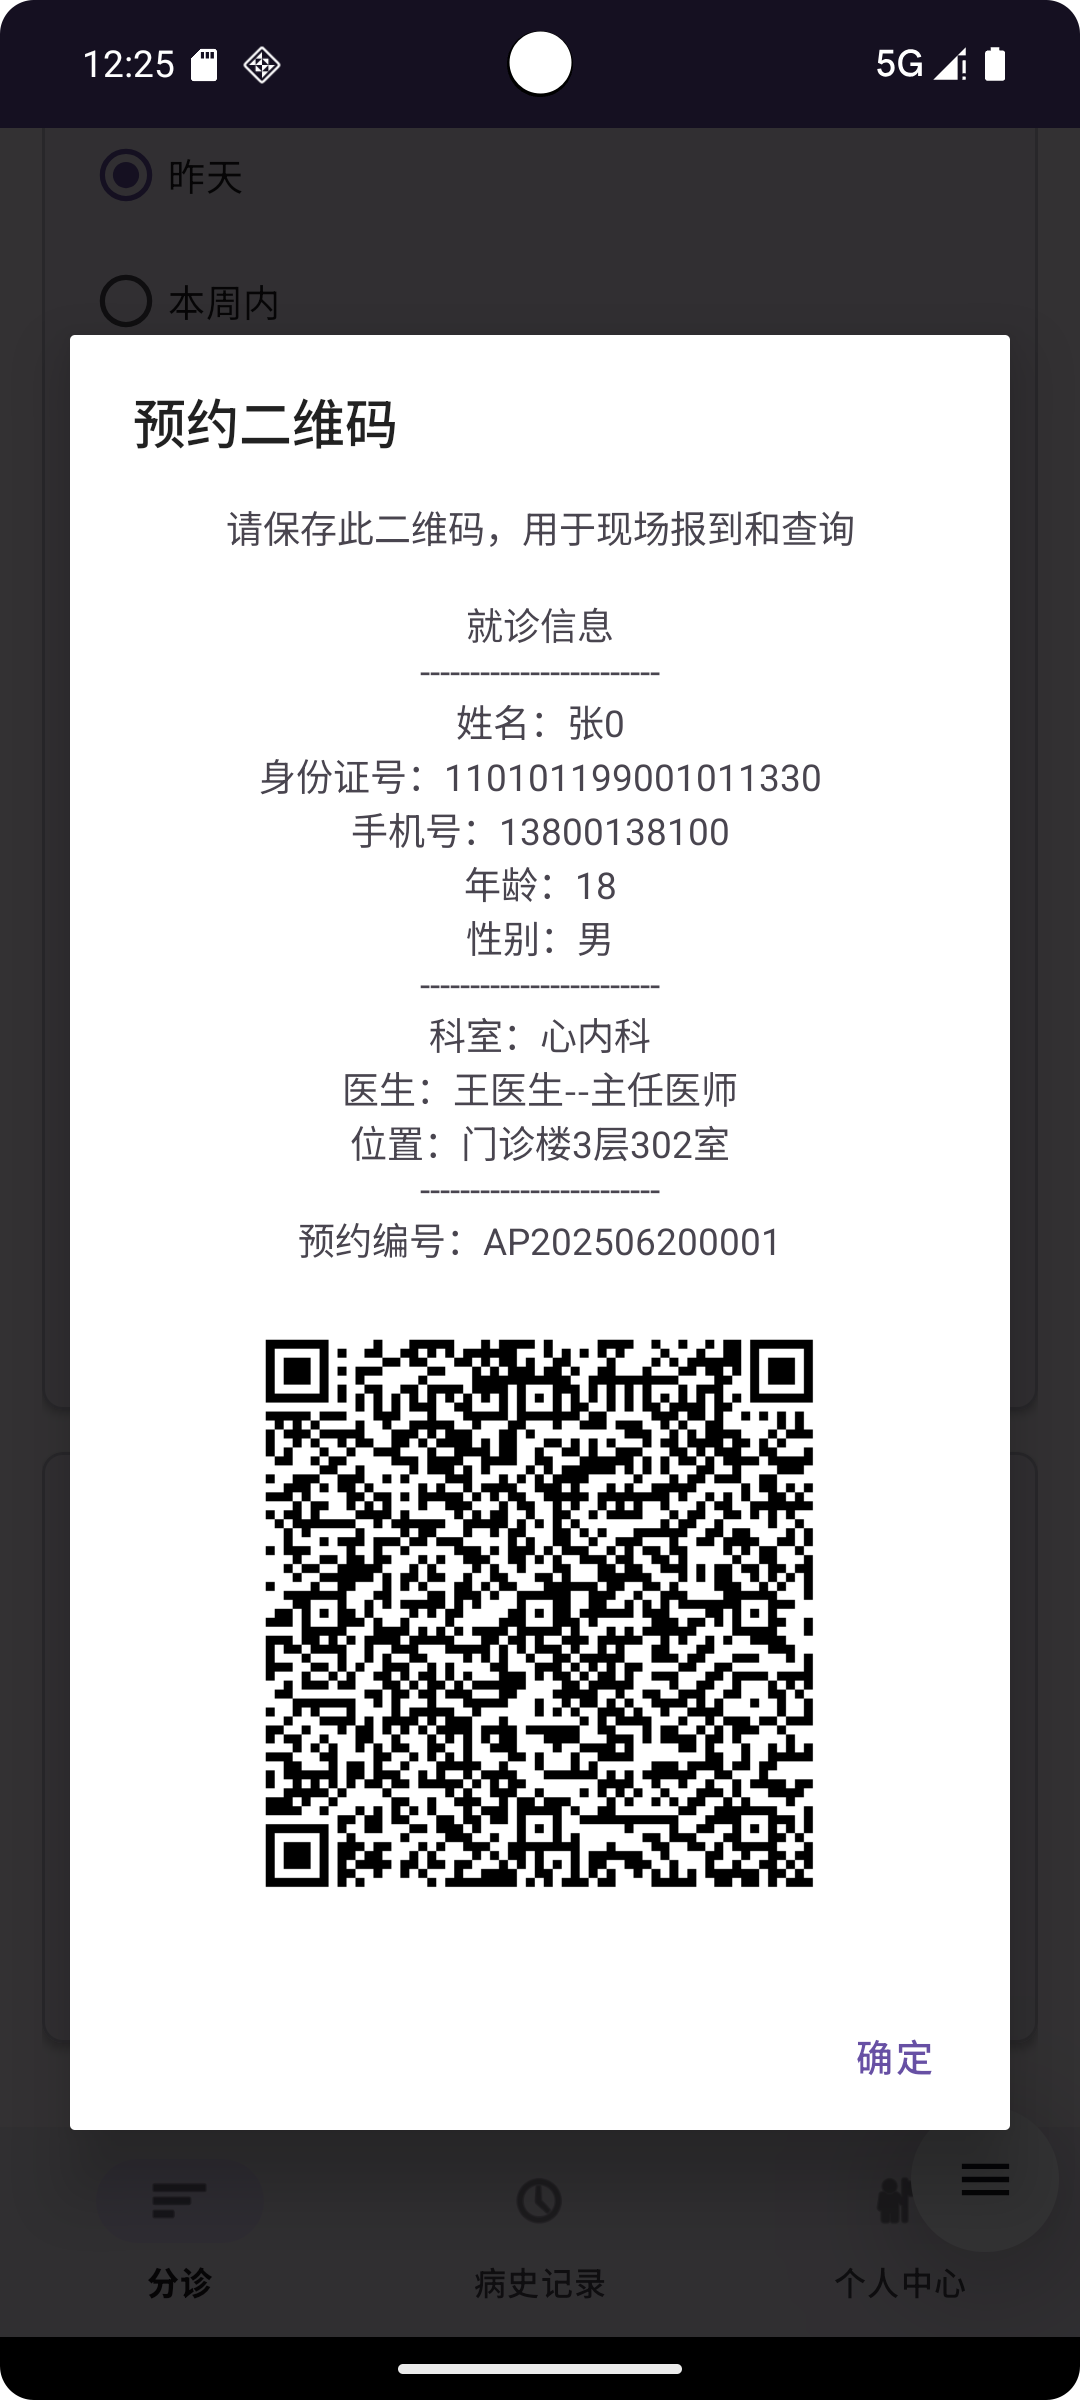 12:25
5G
昨天
本周内
预约二维码
请保存此二维码，用于现场报到和查询
就诊信息
------------------------
姓名：张0
身份证号：110101199001011330
手机号：13800138100
年龄：18
性别：男
------------------------
科室：心内科
医生：王医生--主任医师
位置：门诊楼3层302室
------------------------
预约编号：AP202506200001
确定
分诊
病史记录
个人中心